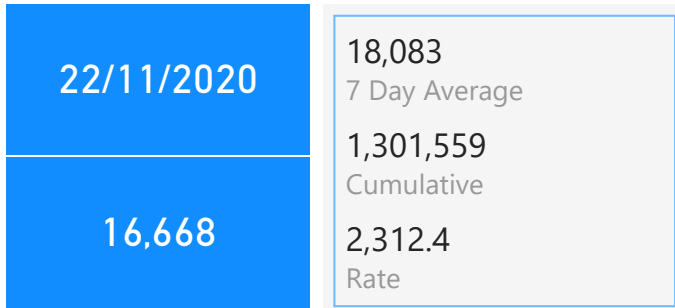 22/11/2020
16,668
18,083
7 Day Average
1,301,559
Cumulative
2,312.4
Rate